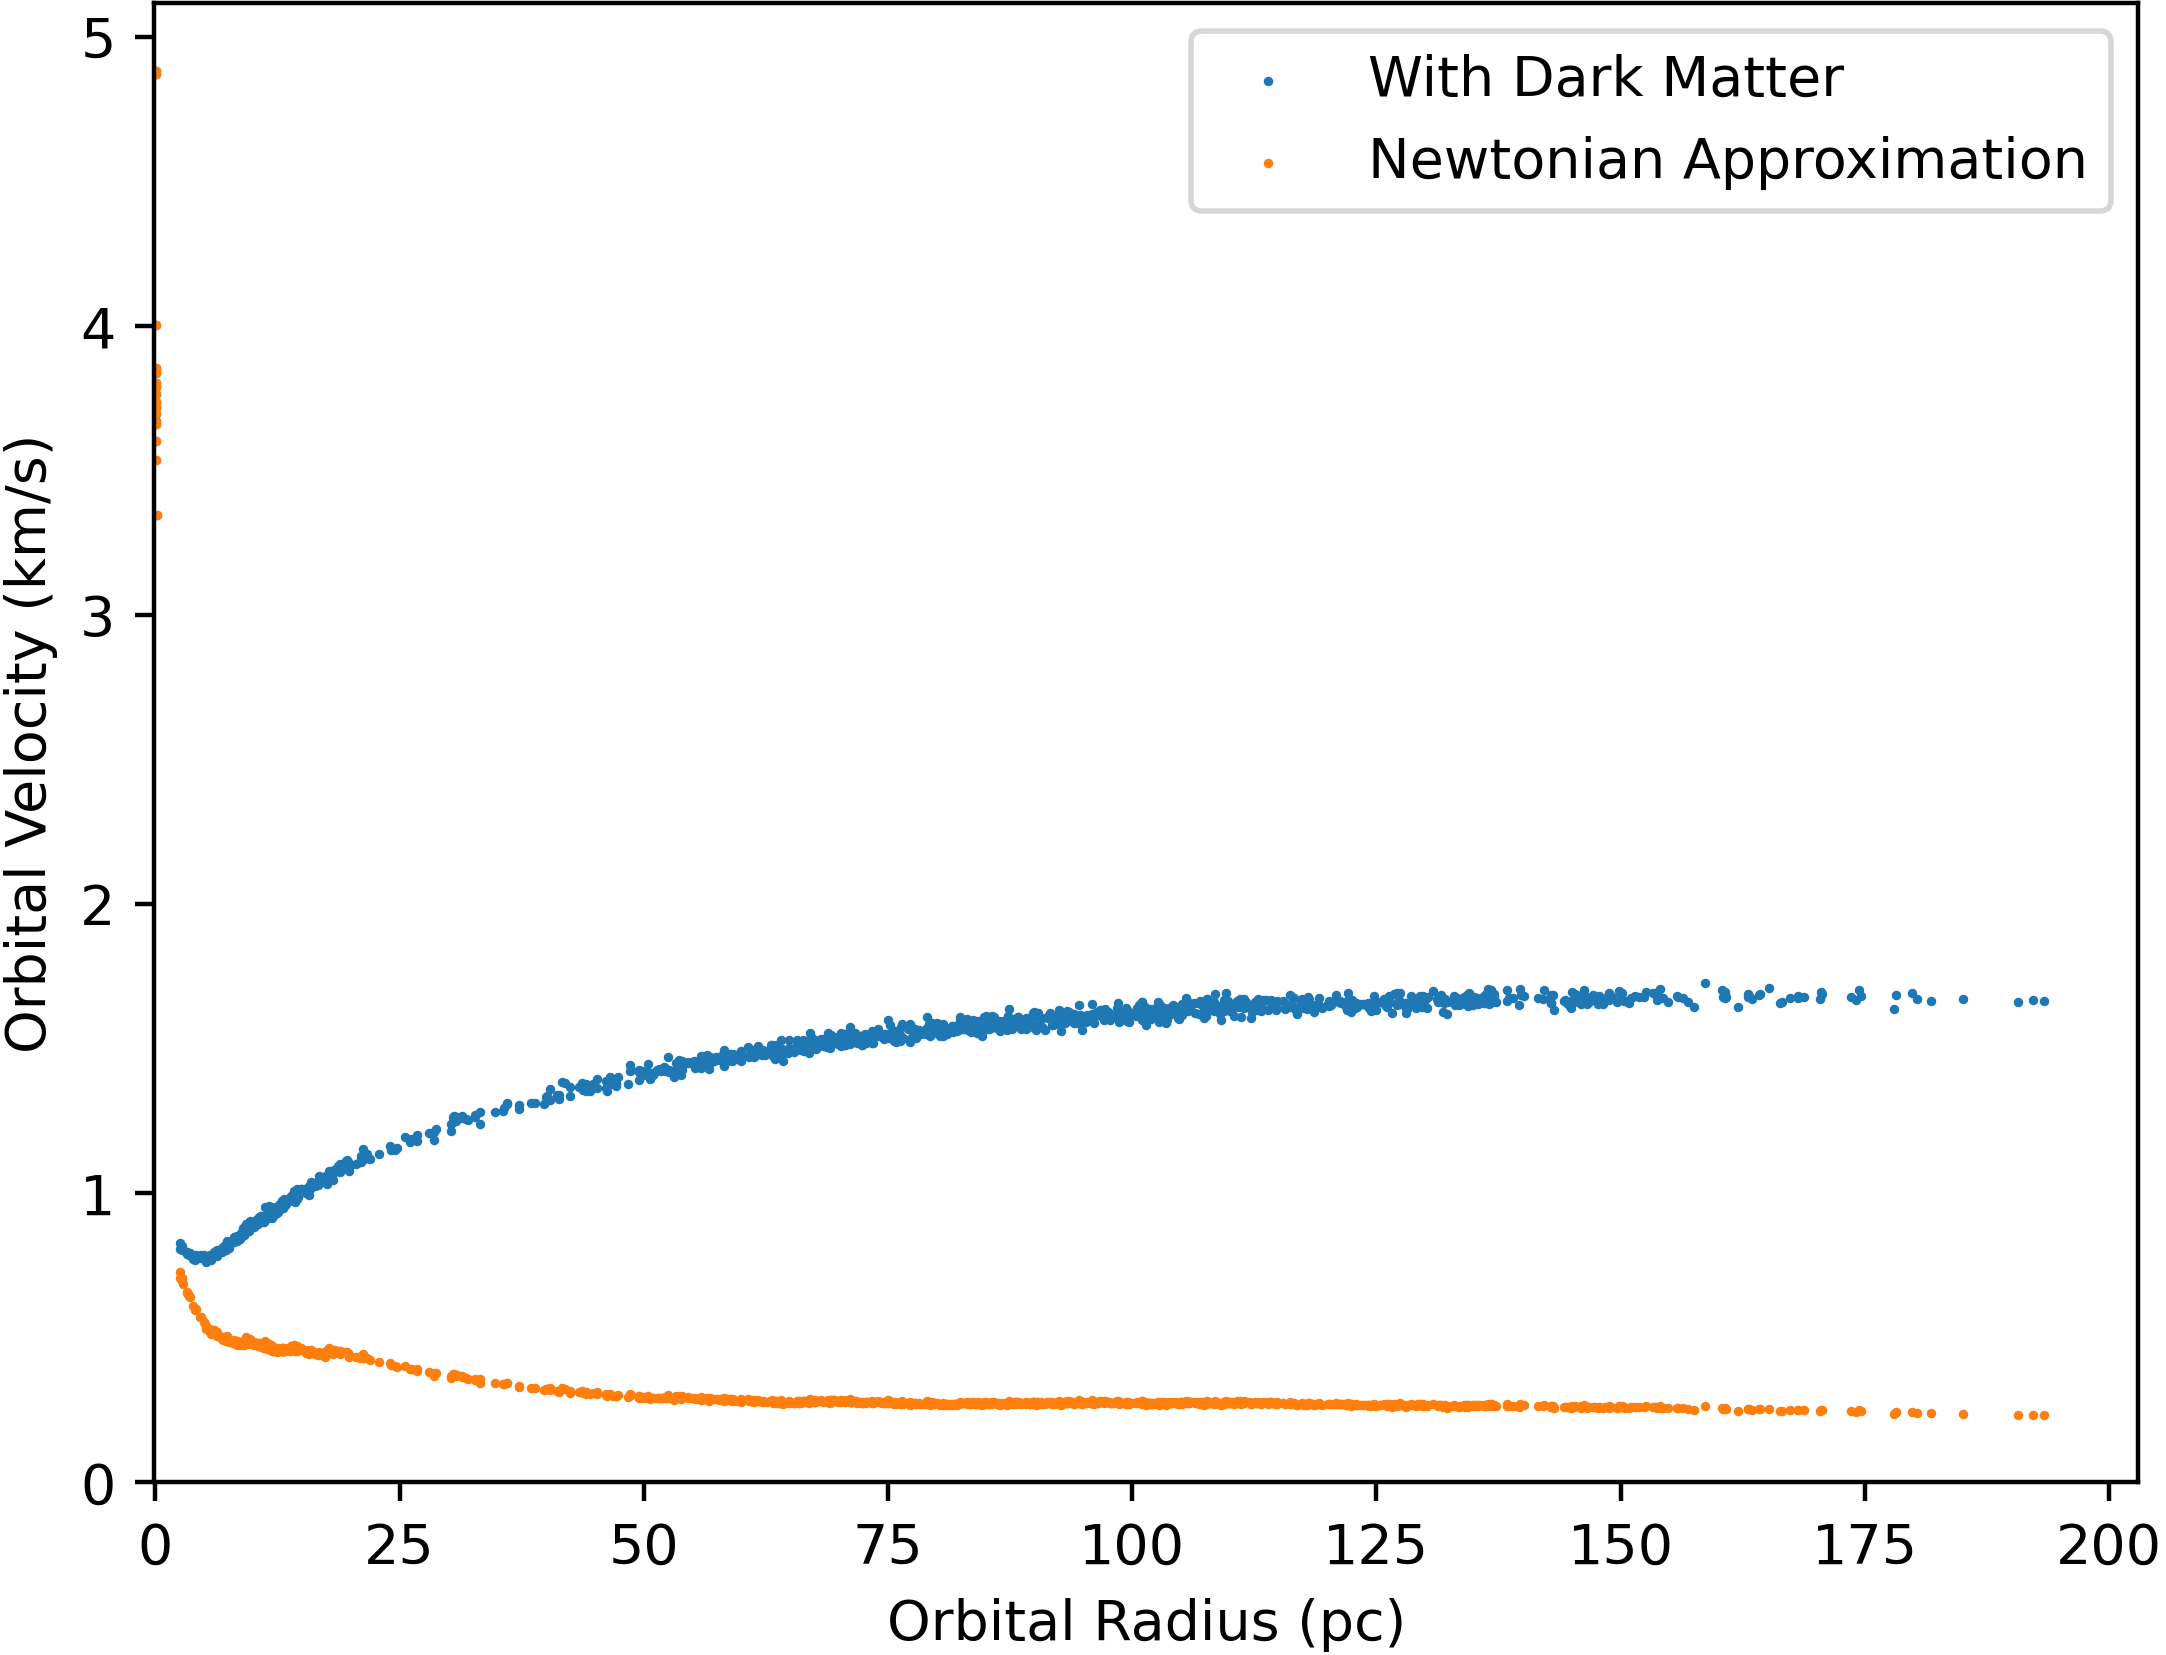 With Dark Matter
Newtonian Approximation
5
4
3
2
1
0
Orbital Velocity (km/s)
0 25 50 75 100 125 150 175 200
Orbital Radius (pc)